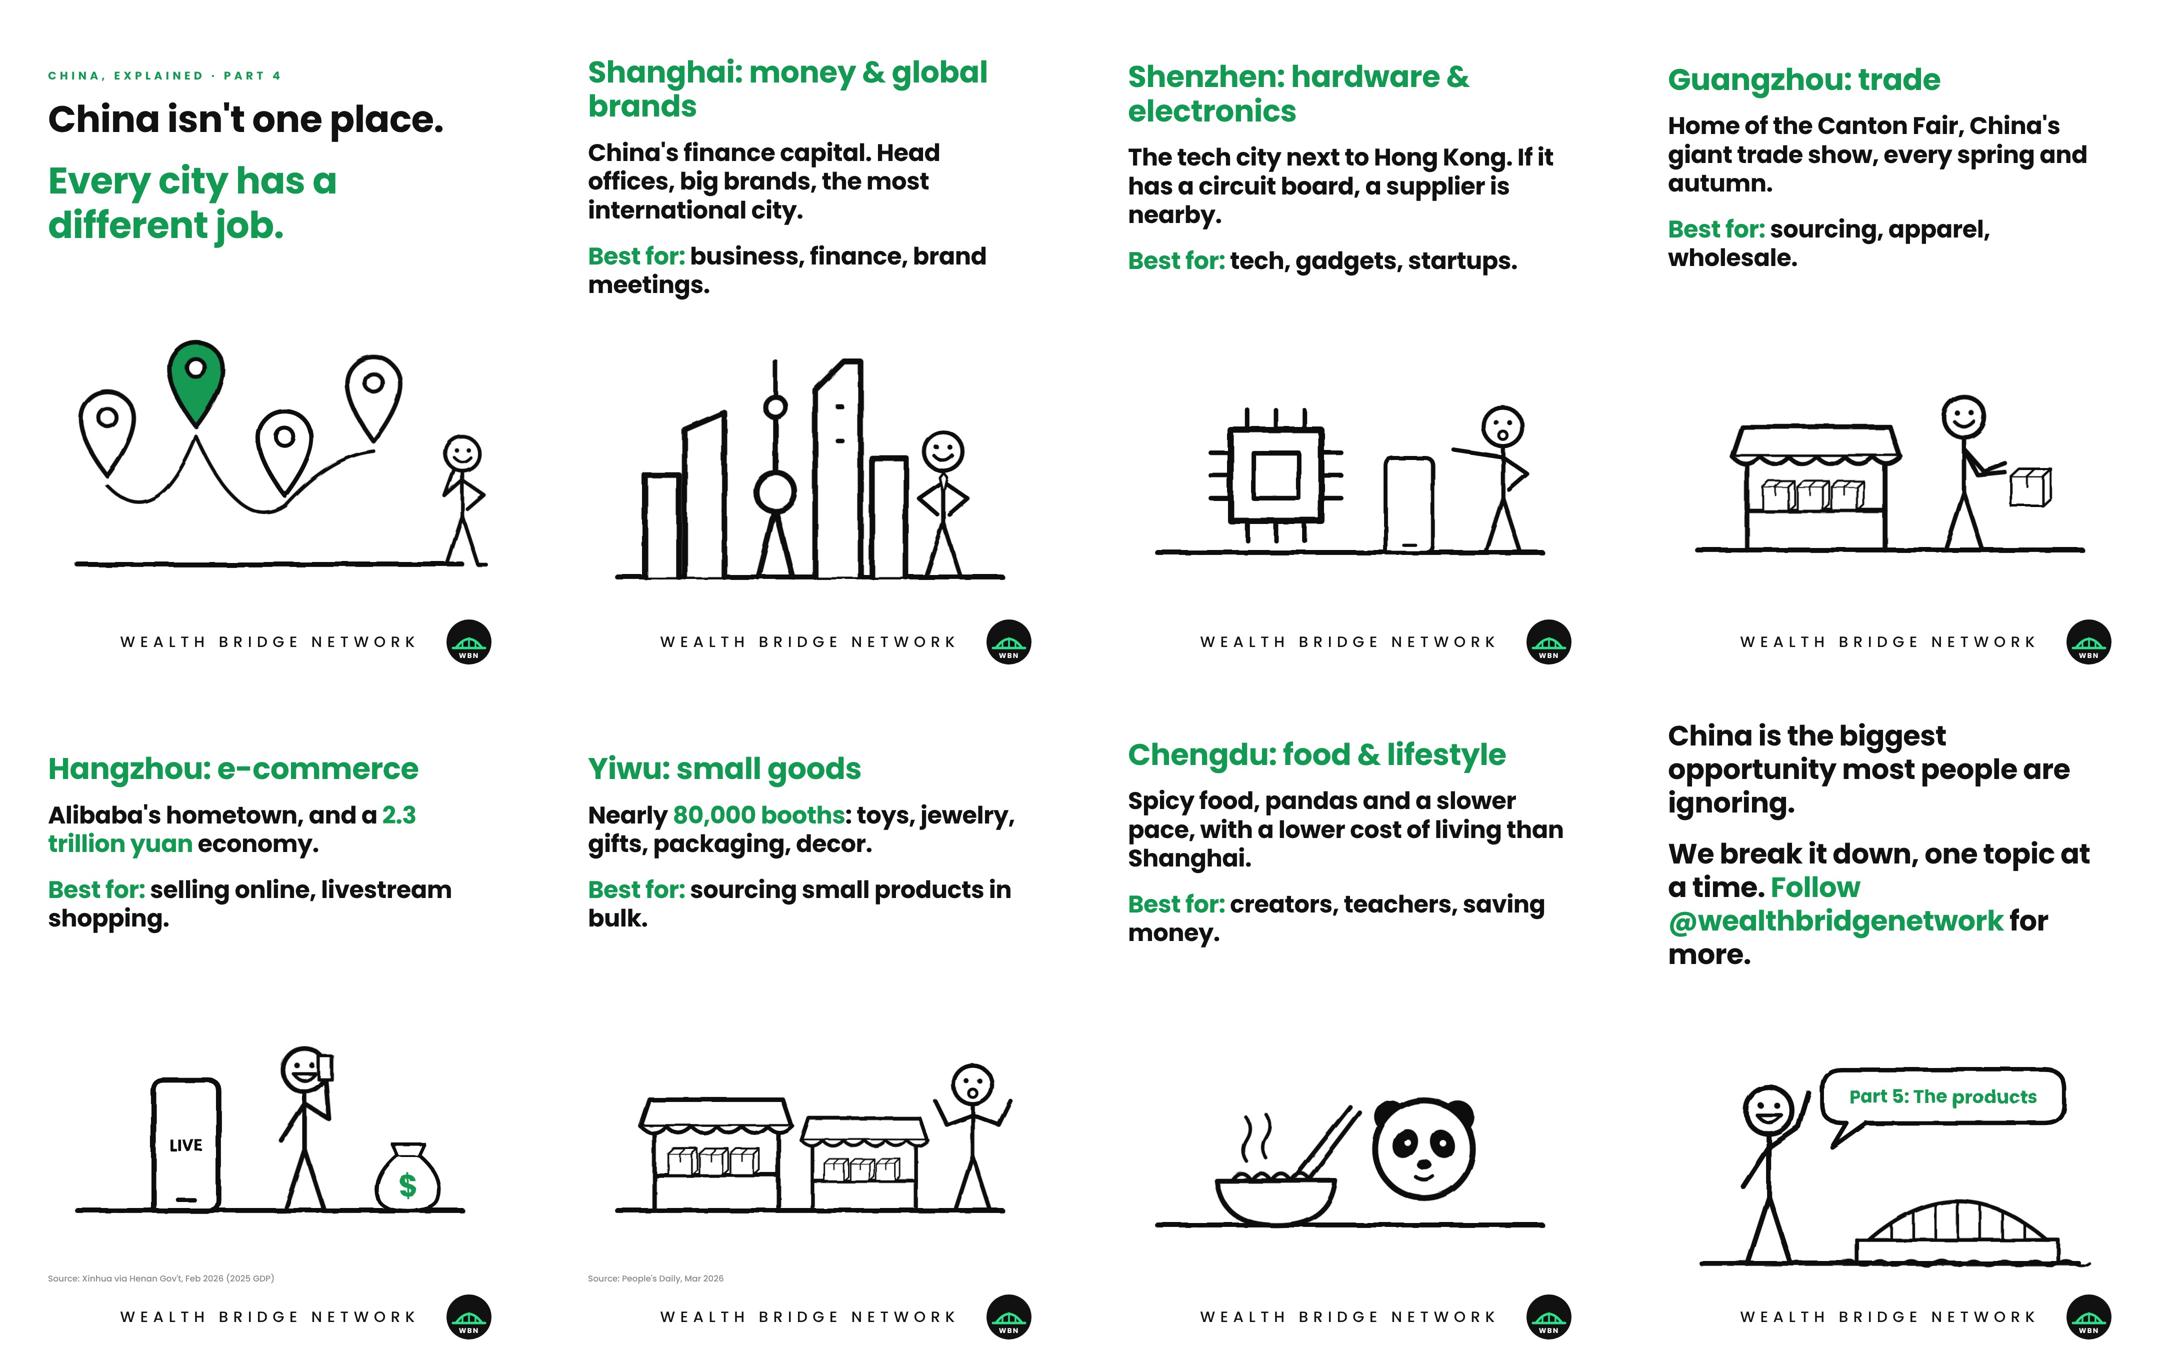 CHINA, EXPLAINED · PART 4
China isn't one place.
Every city has a
different job.
WEALTH BRIDGE NETWORK
WBN
Shanghai: money & global
brands
China's finance capital. Head
offices, big brands, the most
international city.
Best for: business, finance, brand
meetings.
WEALTH BRIDGE NETWORK
WBN
Shenzhen: hardware &
electronics
The tech city next to Hong Kong. If it
has a circuit board, a supplier is
nearby.
Best for: tech, gadgets, startups.
WEALTH BRIDGE NETWORK
WBN
Guangzhou: trade
Home of the Canton Fair, China's
giant trade show, every spring and
autumn.
Best for: sourcing, apparel,
wholesale.
WEALTH BRIDGE NETWORK
WBN
Hangzhou: e-commerce
Alibaba's hometown, and a 2.3
trillion yuan economy.
Best for: selling online, livestream
shopping.
LIVE
$
Source: Xinhua via Henan Gov't, Feb 2026 (2025 GDP)
WEALTH BRIDGE NETWORK
WBN
Yiwu: small goods
Nearly 80,000 booths: toys, jewelry,
gifts, packaging, decor.
Best for: sourcing small products in
bulk.
Source: People's Daily, Mar 2026
WEALTH BRIDGE NETWORK
WBN
Chengdu: food & lifestyle
Spicy food, pandas and a slower
pace, with a lower cost of living than
Shanghai.
Best for: creators, teachers, saving
money.
WEALTH BRIDGE NETWORK
WBN
China is the biggest
opportunity most people are
ignoring.
We break it down, one topic at
a time. Follow
@wealthbridgenetwork for
more.
Part 5: The products
WEALTH BRIDGE NETWORK
WBN